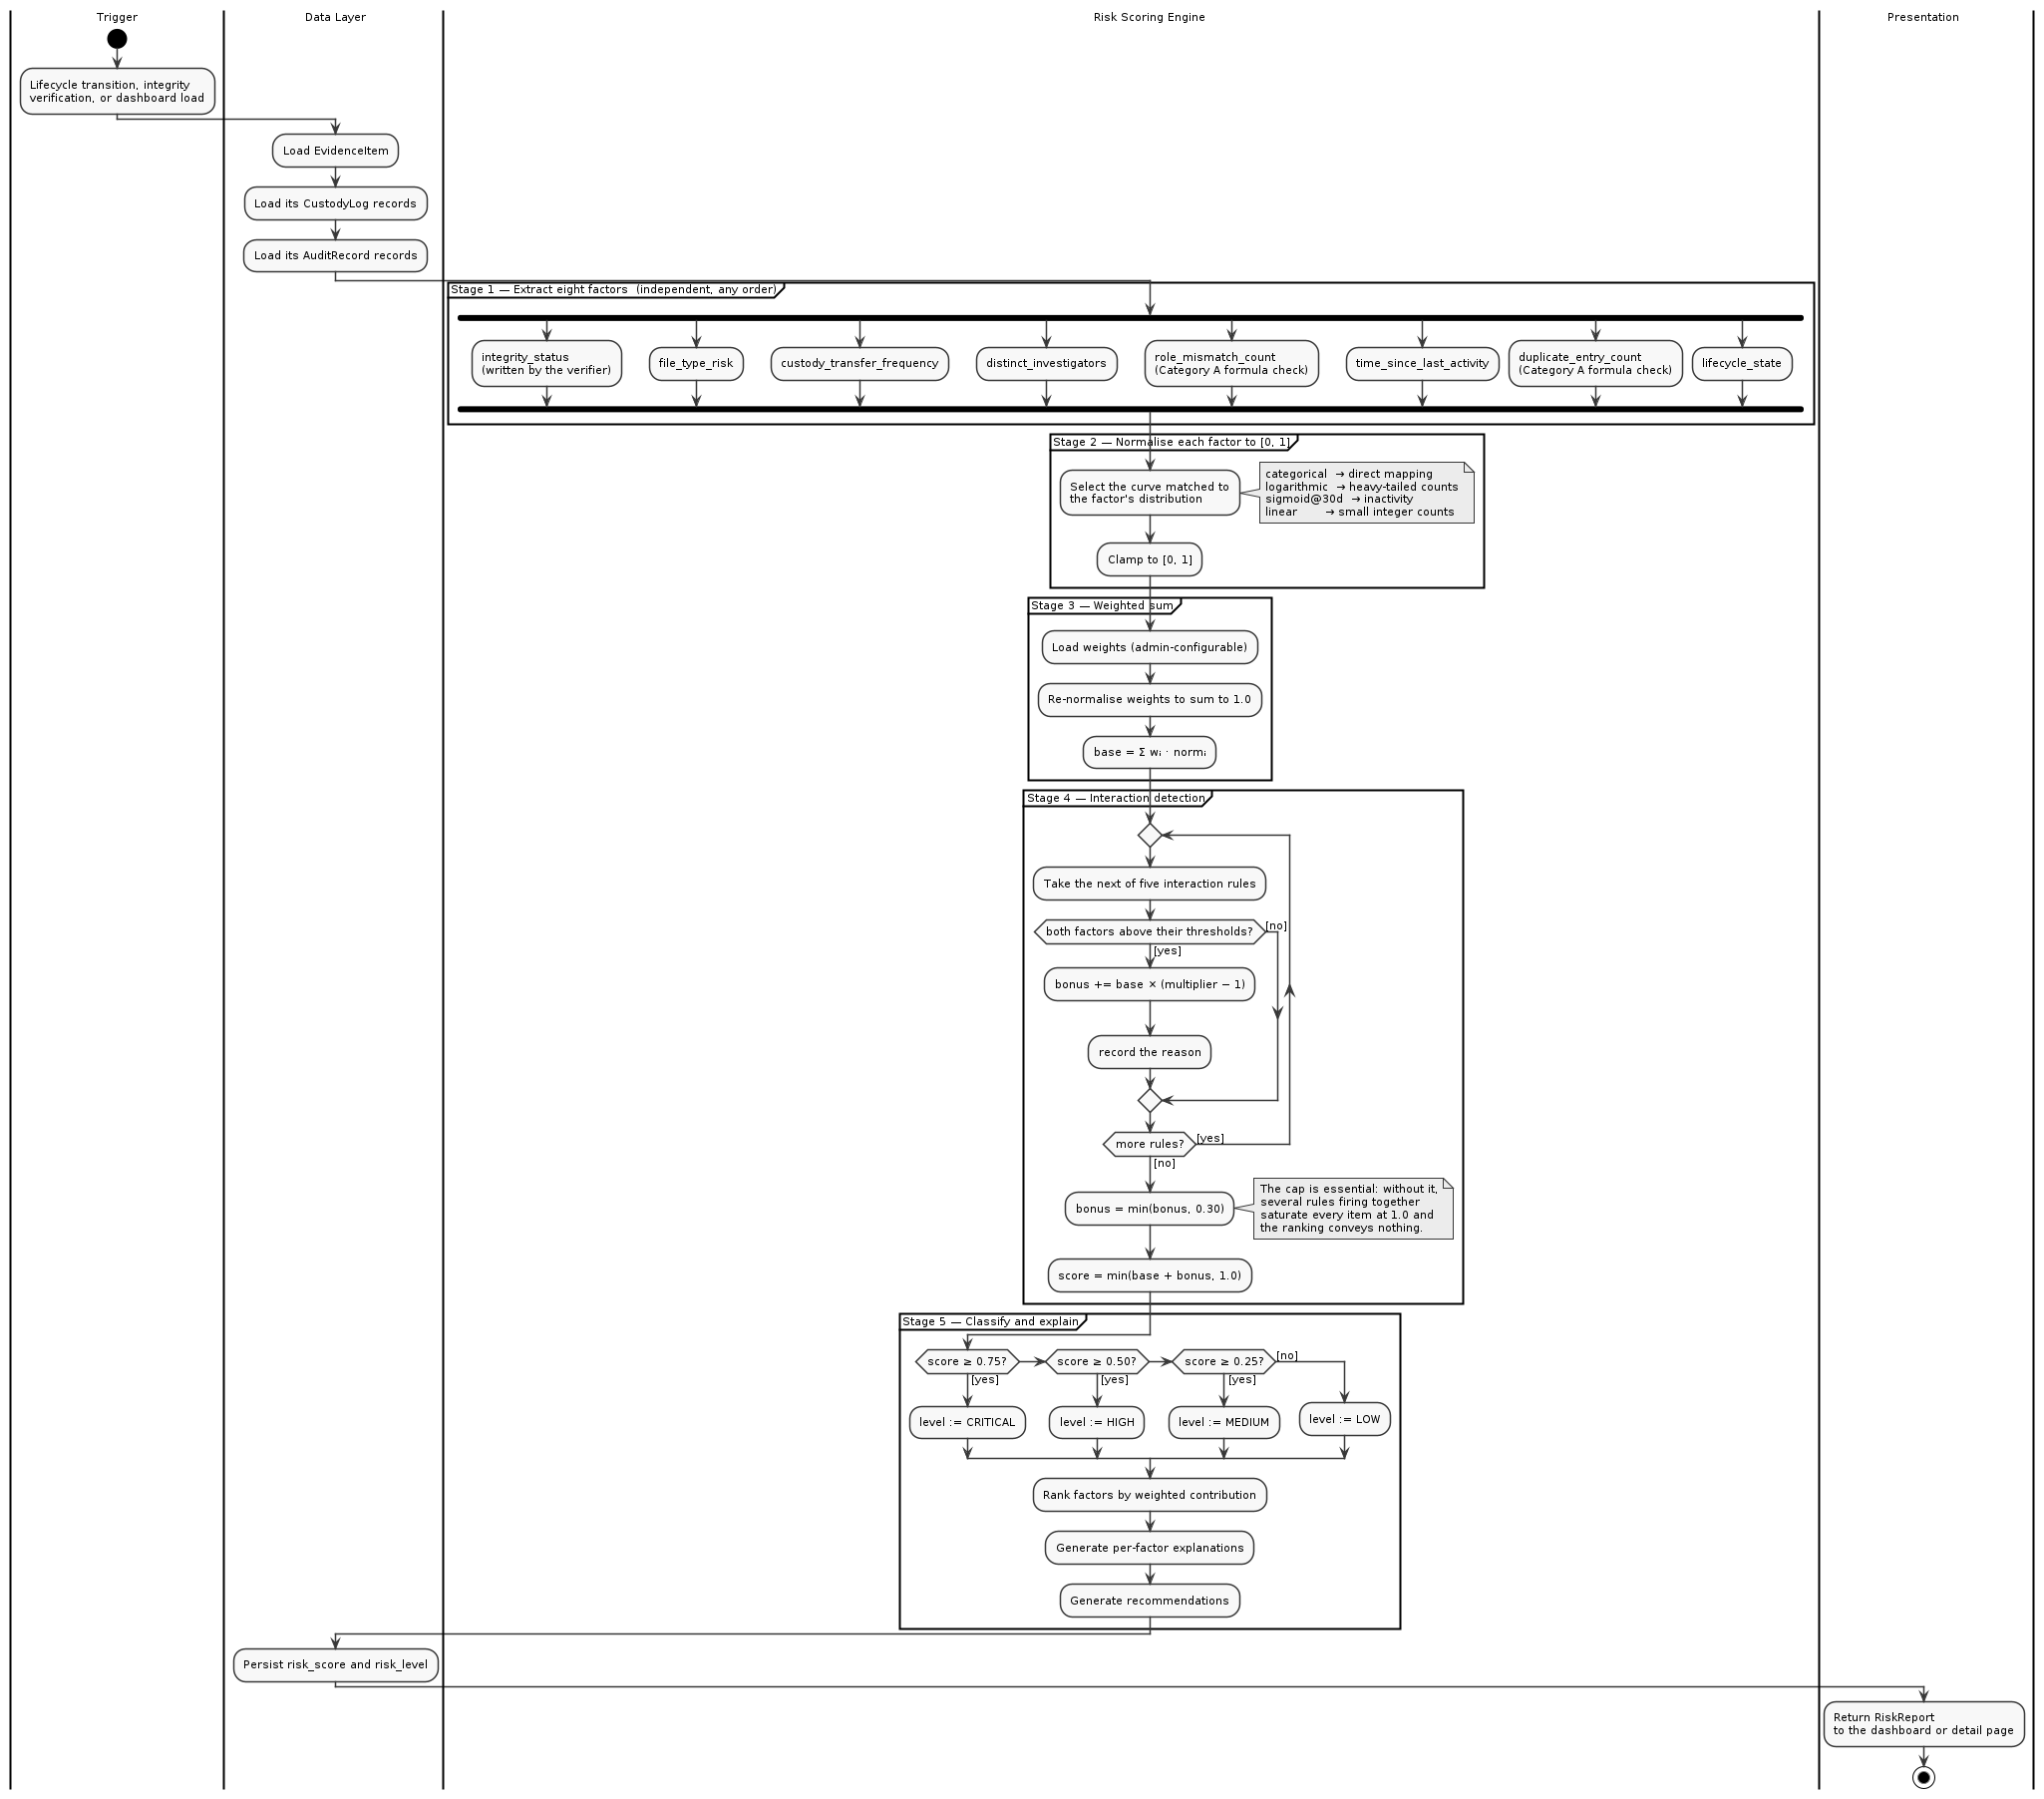 Trigger
Data Layer
Risk Scoring Engine
Presentation
Lifecycle transition, integrity
verification, or dashboard load
Load EvidenceItem
Load its CustodyLog records
Load its AuditRecord records
Stage 1 — Extract eight factors  (independent, any order)
integrity_status
(written by the verifier)
file_type_risk
custody_transfer_frequency
distinct_investigators
role_mismatch_count
(Category A formula check)
time_since_last_activity
duplicate_entry_count
(Category A formula check)
lifecycle_state
Stage 2 — Normalise each factor to [0, 1]
Select the curve matched to
the factor's distribution
categorical  → direct mapping
logarithmic  → heavy-tailed counts
sigmoid@30d  → inactivity
linear        → small integer counts
Clamp to [0, 1]
Stage 3 — Weighted sum
Load weights (admin-configurable)
Re-normalise weights to sum to 1.0
base = Σ wᵢ · normᵢ
Stage 4 — Interaction detection
Take the next of five interaction rules
both factors above their thresholds?
[no]
[yes]
bonus += base × (multiplier − 1)
record the reason
more rules?
[yes]
[no]
bonus = min(bonus, 0.30)
The cap is essential: without it,
several rules firing together
saturate every item at 1.0 and
the ranking conveys nothing.
score = min(base + bonus, 1.0)
Stage 5 — Classify and explain
score ≥ 0.75?
score ≥ 0.50?
score ≥ 0.25?
[no]
[yes]
[yes]
[yes]
level := CRITICAL
level := HIGH
level := MEDIUM
level := LOW
Rank factors by weighted contribution
Generate per-factor explanations
Generate recommendations
Persist risk_score and risk_level
Return RiskReport
to the dashboard or detail page